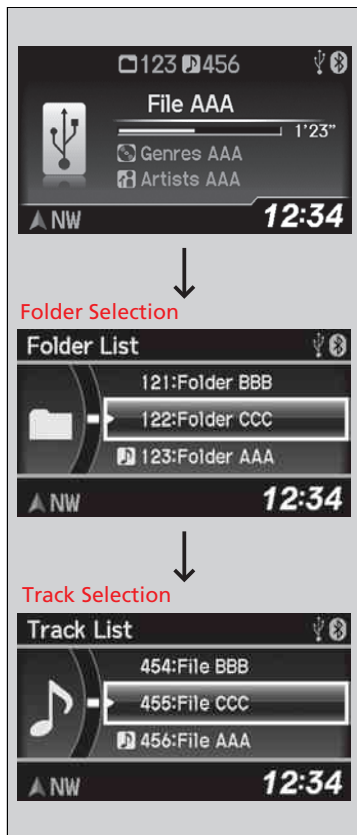 123 456
File AAA
1'23"
Genres AAA
Artists AAA
NW 12:34
Folder Selection
Folder List
121:Folder BBB
122:Folder CCC
123:Folder AAA
NW 12:34
Track Selection
Track List
454:File BBB
455:File CCC
456:File AAA
NW 12:34